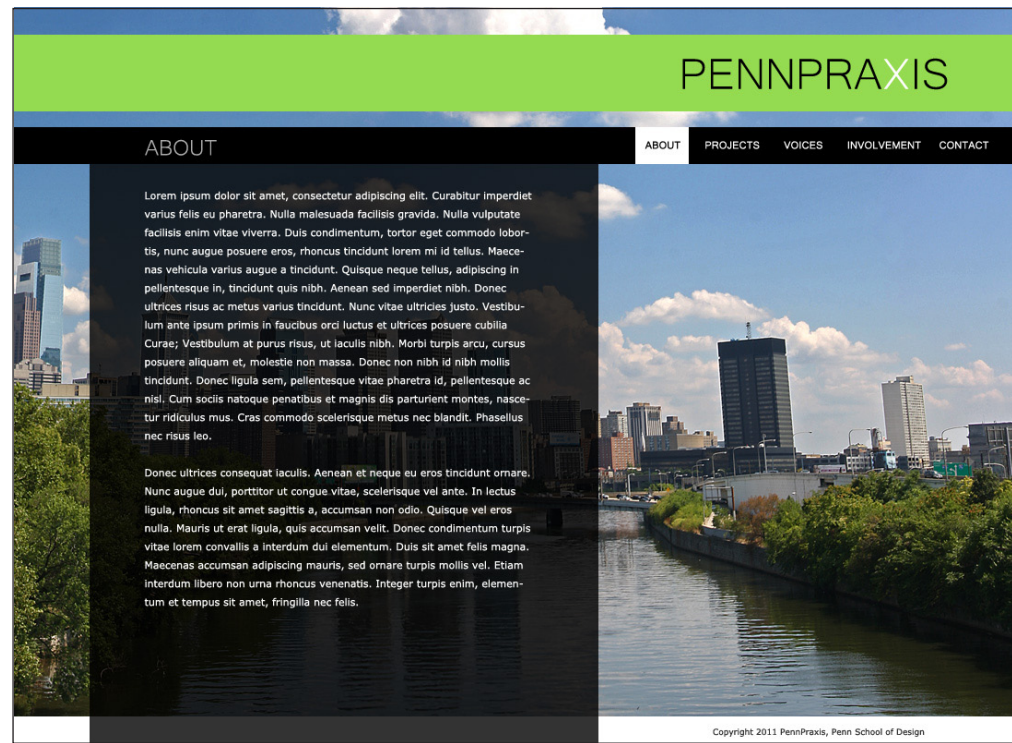 PENNPRAXIS
ABOUT
ABOUT PROJECTS VOICES INVOLVEMENT CONTACT
Lorem ipsum dolor sit amet, consectetur adipiscing elit. Curabitur imperdiet
varius felis eu pharetra. Nulla malesuada facilisis gravida. Nulla vulputate
facilisis enim vitae viverra. Duis condimentum, tortor eget commodo lobor-
tis, nunc augue posuere eros, rhoncus tincidunt lorem mi id tellus. Maece-
nas vehicula varius augue a tincidunt. Quisque neque tellus, adipiscing in
pellentesque in, tincidunt quis nibh. Aenean sed imperdiet nibh. Donec
ultrices risus ac metus varius tincidunt. Nunc vitae ultricies justo. Vestibu-
lum ante ipsum primis in faucibus orci luctus et ultrices posuere cubilia
Curae; Vestibulum at purus risus, ut iaculis nibh. Morbi turpis arcu, cursus
posuere aliquam et, molestie non massa. Donec non nibh id nibh mollis
tincidunt. Donec ligula sem, pellentesque vitae pharetra id, pellentesque ac
nisl. Cum sociis natoque penatibus et magnis dis parturient montes, nasce-
tur ridiculus mus. Cras commodo scelerisque metus nec blandit. Phasellus
nec risus leo.
Donec ultrices consequat iaculis. Aenean et neque eu eros tincidunt ornare.
Nunc augue dui, porttitor ut congue vitae, scelerisque vel ante. In lectus
ligula, rhoncus sit amet sagittis a, accumsan non odio. Quisque vel eros
nulla. Mauris ut erat ligula, quis accumsan velit. Donec condimentum turpis
vitae lorem convallis a interdum dui elementum. Duis sit amet felis magna.
Maecenas accumsan adipiscing mauris, sed ornare turpis mollis vel. Etiam
interdum libero non urna rhoncus venenatis. Integer turpis enim, elemen-
tum et tempus sit amet, fringilla nec felis.
Copyright 2011 PennPraxis, Penn School of Design